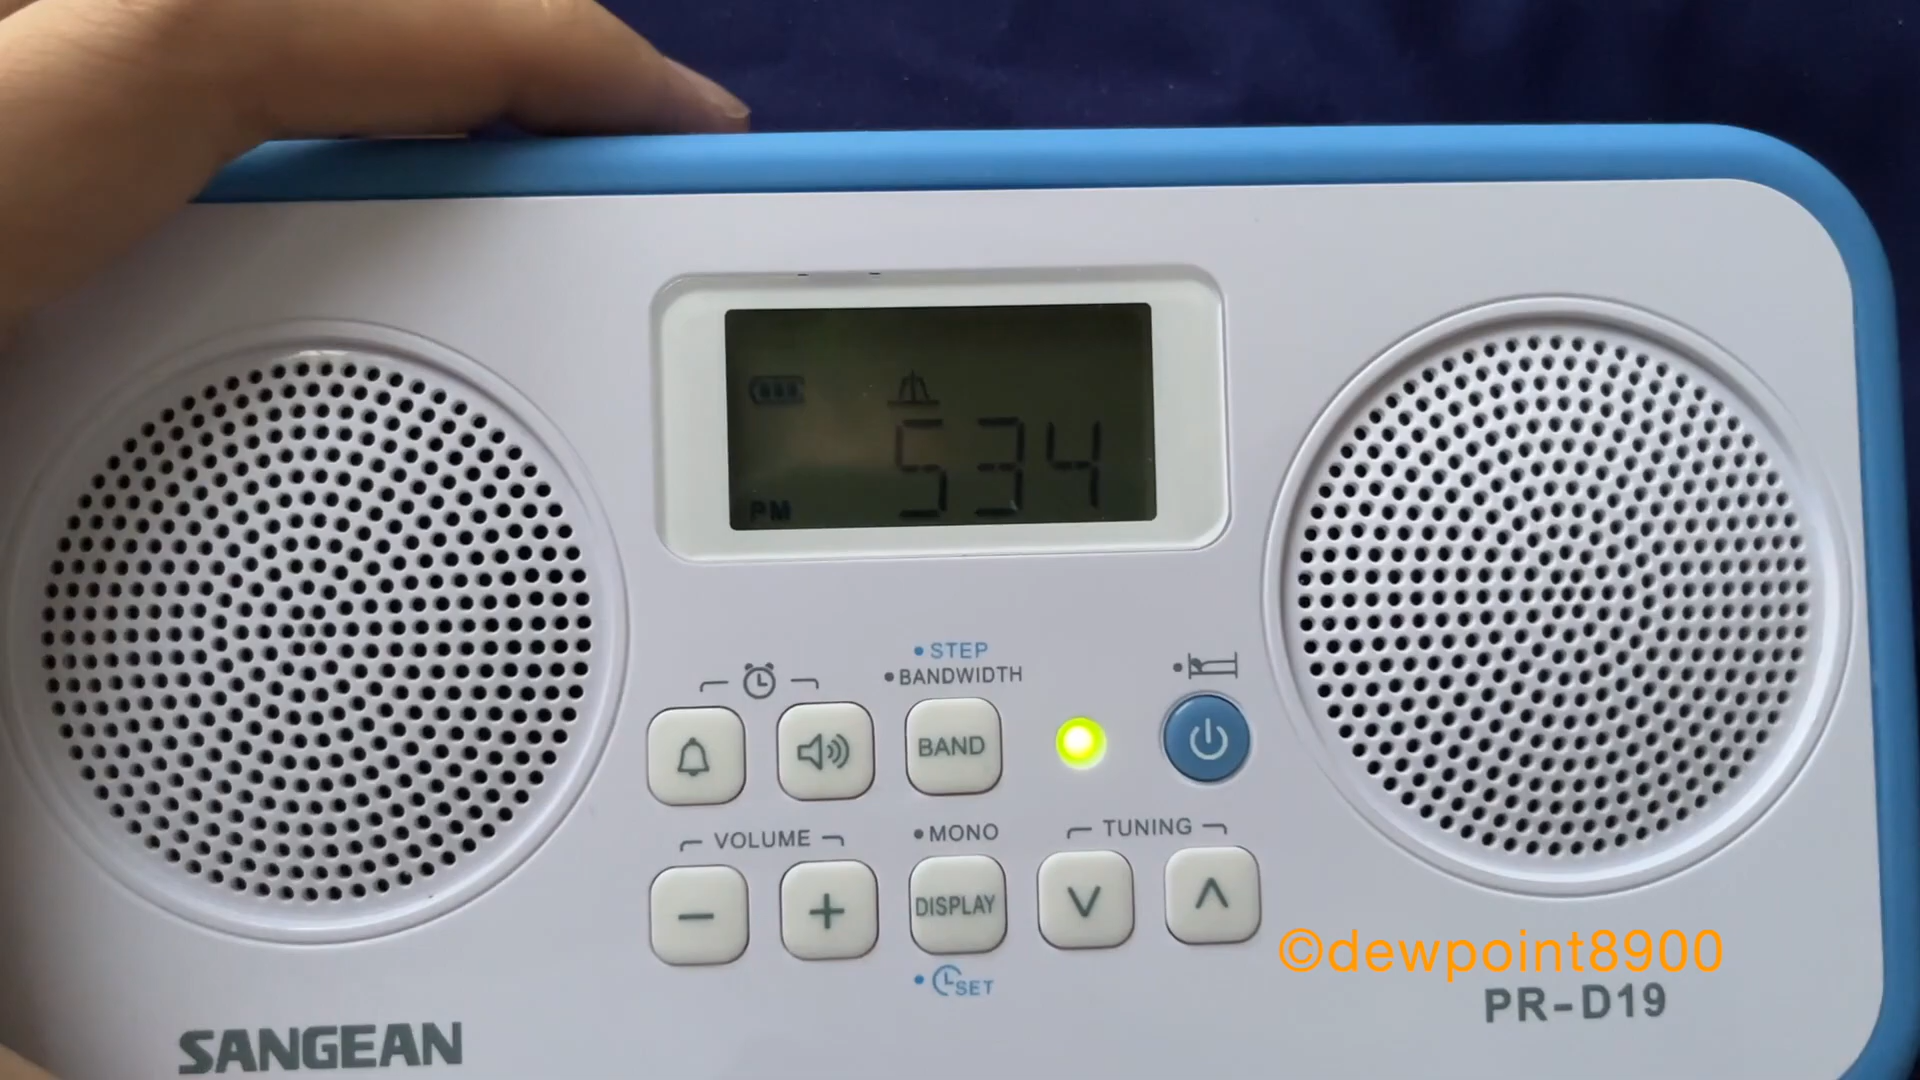 534
PM
STEP
BANDWIDTH
BAND
VOLUME
MONO
TUNING
DISPLAY
SET
©dewpoint8900
PR-D19
SANGEAN